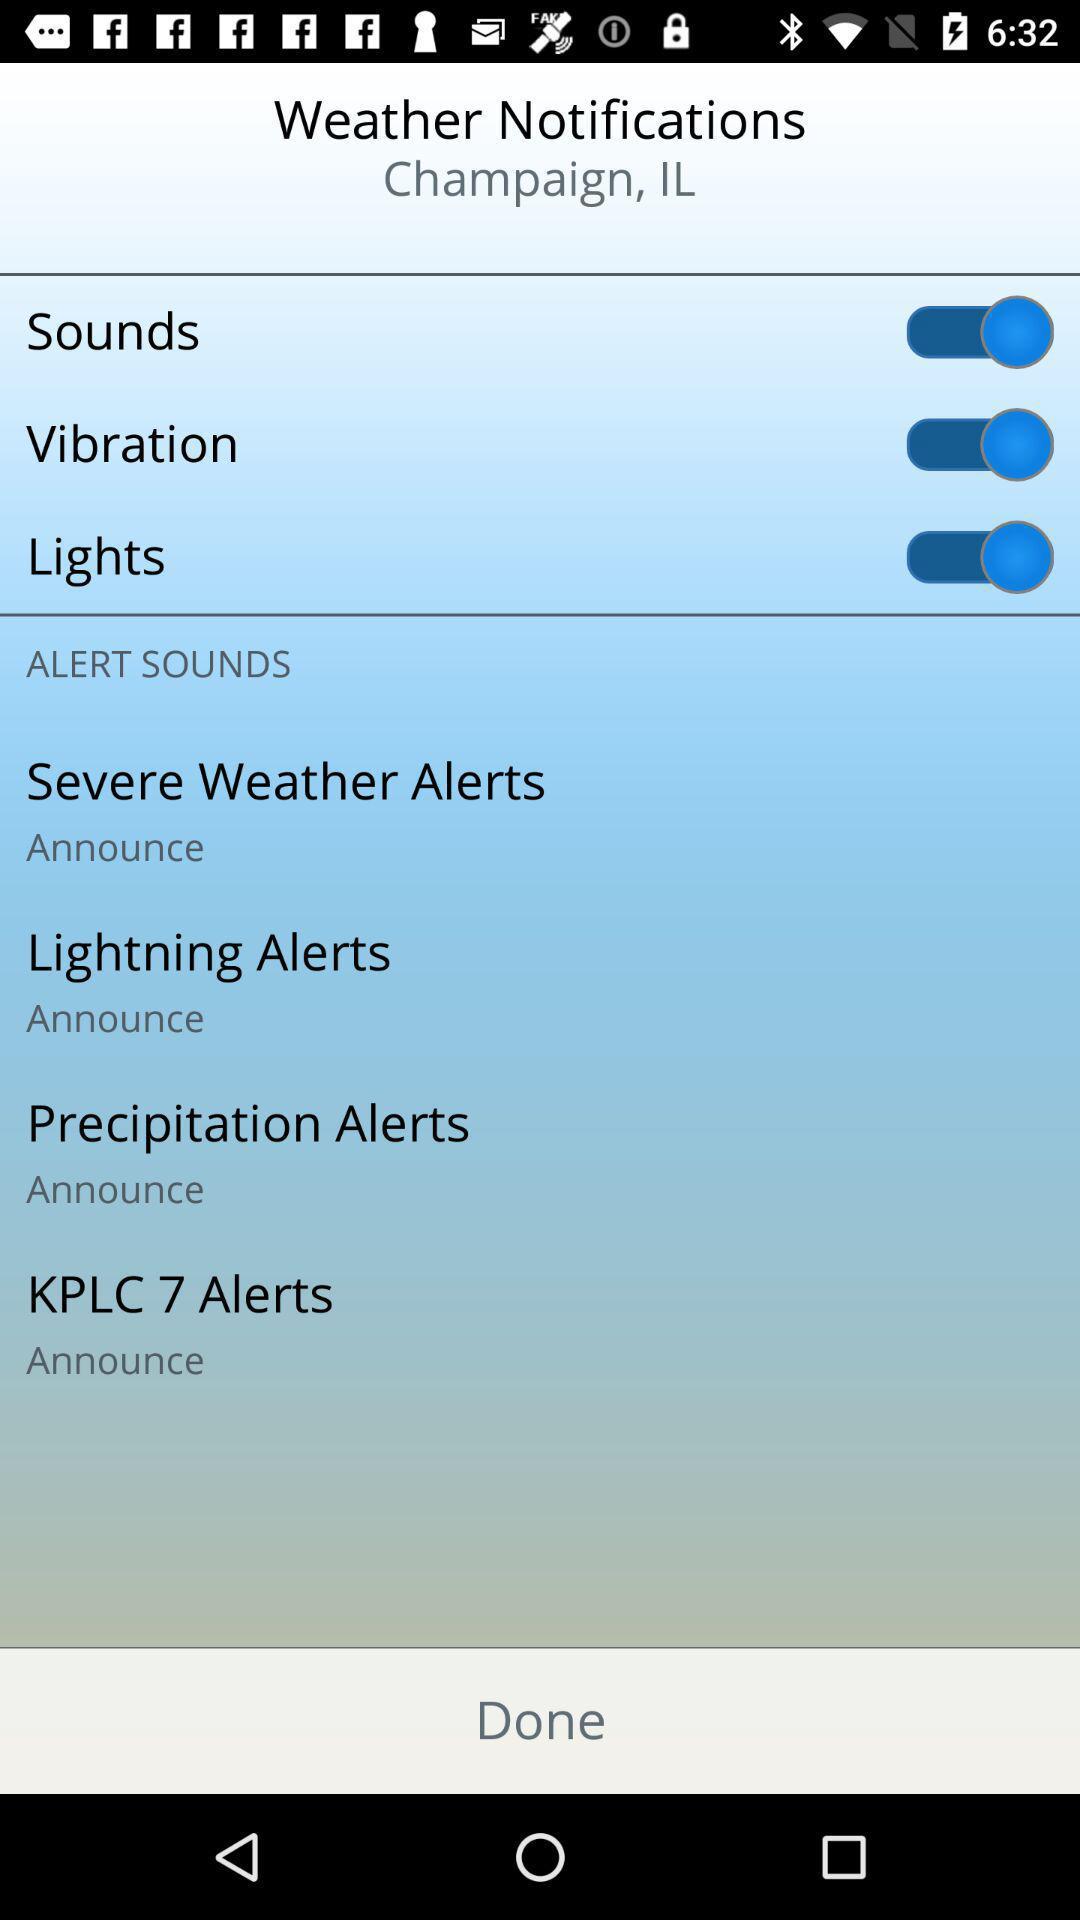 FAKE
6:32
Weather Notifications
Champaign, IL
Sounds
Vibration
Lights
ALERT SOUNDS
Severe Weather Alerts
Announce
Lightning Alerts
Announce
Precipitation Alerts
Announce
KPLC 7 Alerts
Announce
Done